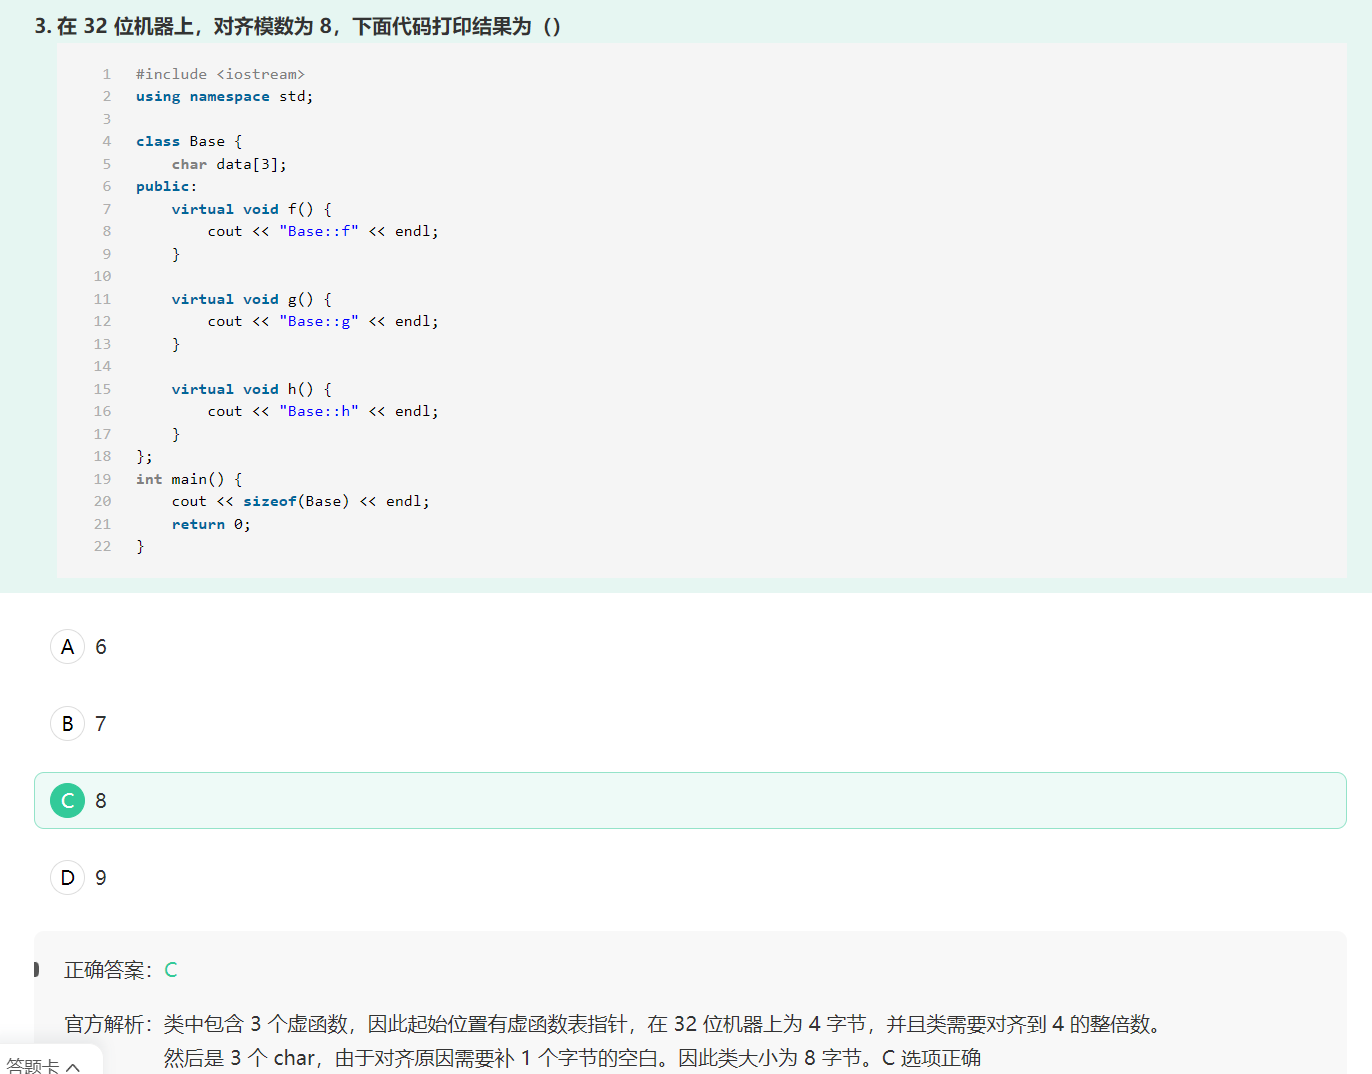 3. 在 32 位机器上，对齐模数为 8，下面代码打印结果为（）
1 #include <iostream>
2 using namespace std;
3
4 class Base {
5     char data[3];
6 public:
7     virtual void f() {
8         cout << "Base::f" << endl;
9     }
10
11     virtual void g() {
12         cout << "Base::g" << endl;
13     }
14
15     virtual void h() {
16         cout << "Base::h" << endl;
17     }
18 };
19 int main() {
20     cout << sizeof(Base) << endl;
21     return 0;
22 }
A 6
B 7
C 8
D 9
正确答案：C
官方解析：类中包含 3 个虚函数，因此起始位置有虚函数表指针，在 32 位机器上为 4 字节，并且类需要对齐到 4 的整倍数。
然后是 3 个 char，由于对齐原因需要补 1 个字节的空白。因此类大小为 8 字节。C 选项正确
答题卡